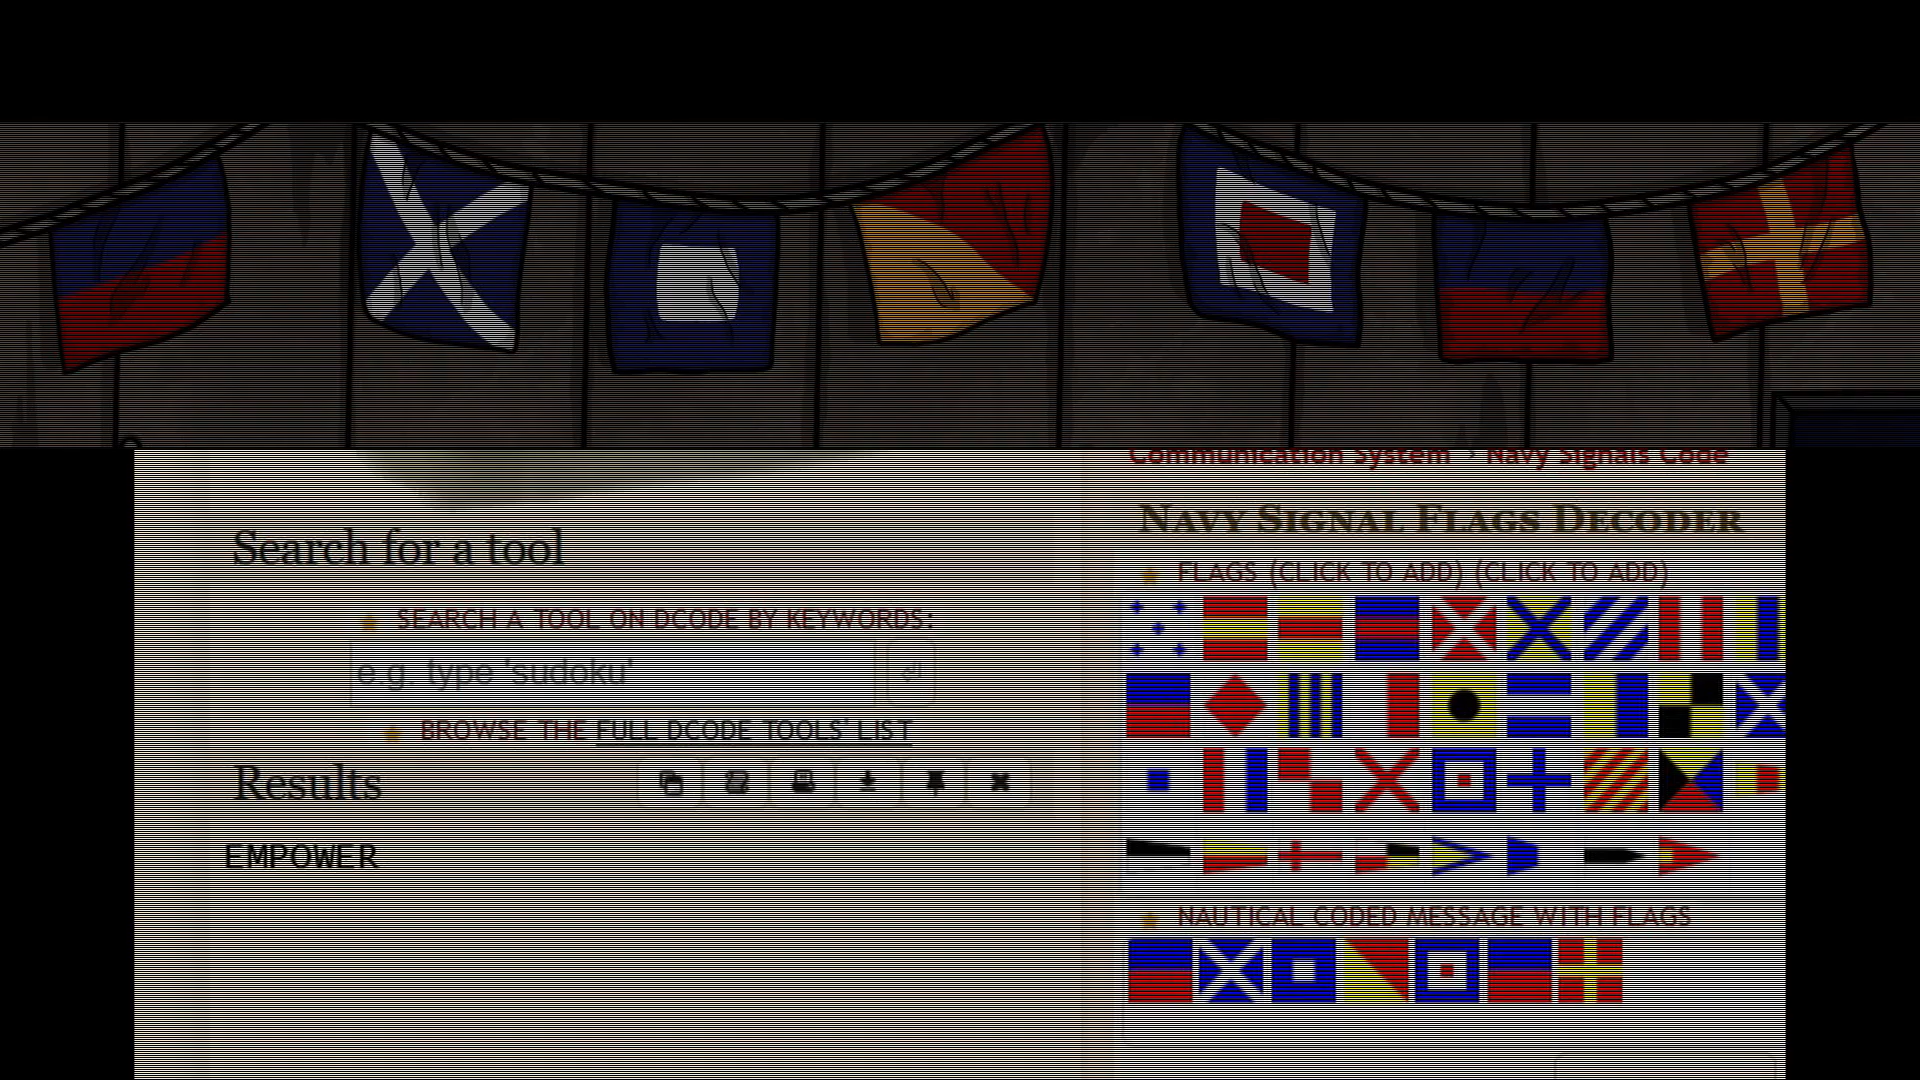 Communication System › Navy Signals Code
NAVY SIGNAL FLAGS DECODER
FLAGS (CLICK TO ADD) (CLICK TO ADD)
NAUTICAL CODED MESSAGE WITH FLAGS
Search for a tool
SEARCH A TOOL ON DCODE BY KEYWORDS:
e.g. type 'sudoku'
BROWSE THE FULL DCODE TOOLS' LIST
Results
EMPOWER